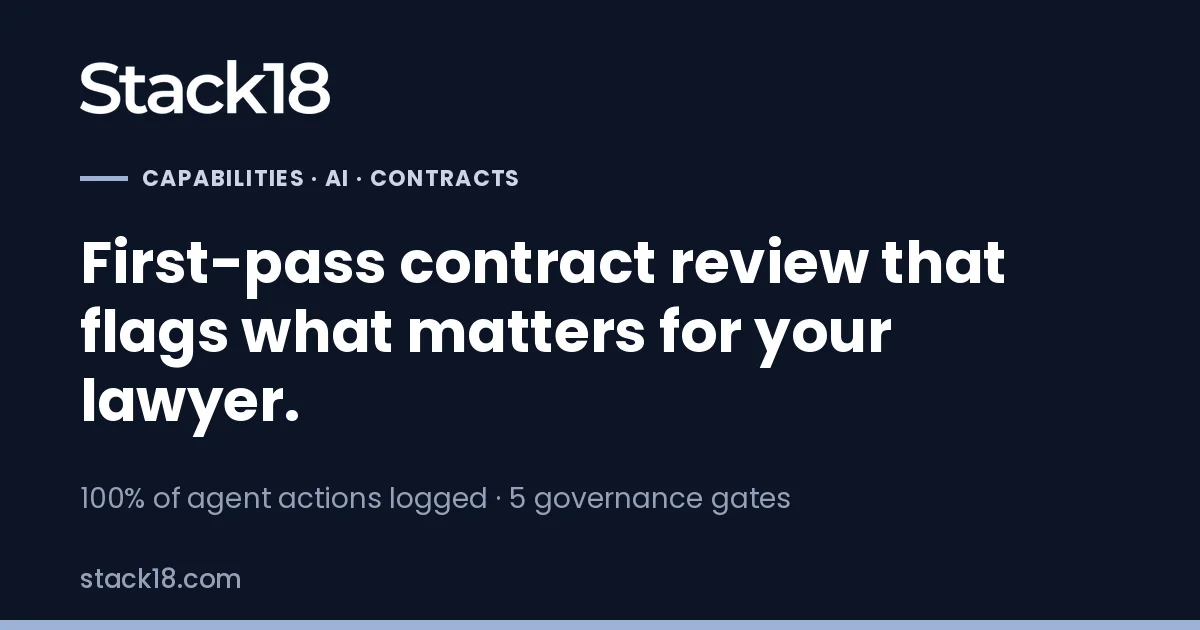 Stack18
CAPABILITIES · AI · CONTRACTS
First-pass contract review that
flags what matters for your
lawyer.
100% of agent actions logged · 5 governance gates
stack18.com